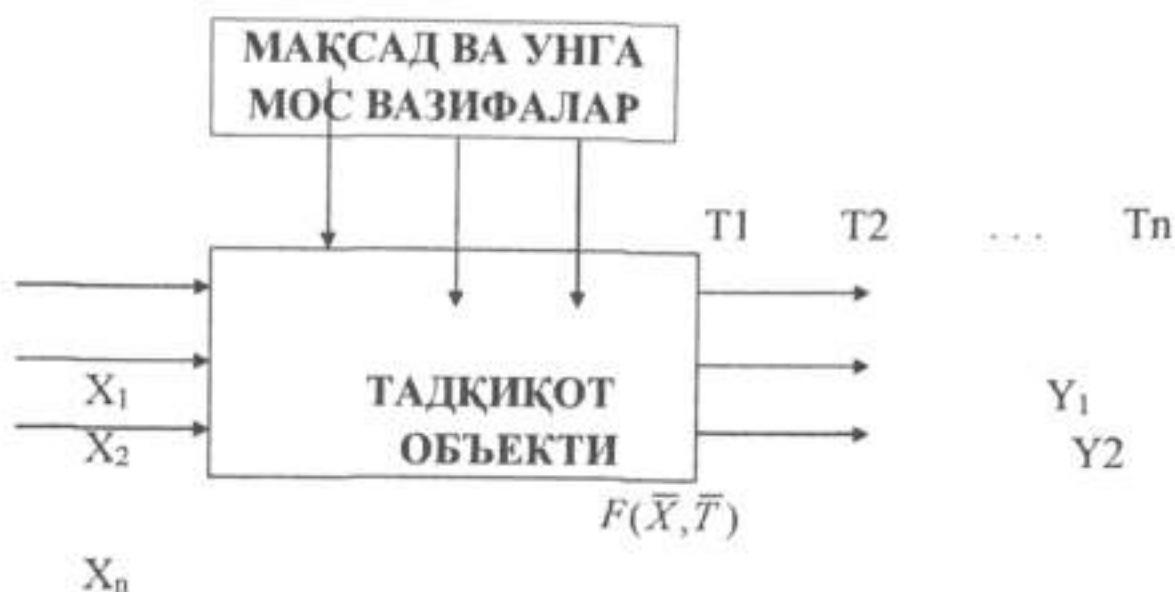 МАҚСАД ВА УНГА
МОС ВАЗИФАЛАР
T1 T2 . . . Tn
X₁ ТАДҚИҚОТ Y₁
X₂ ОБЪЕКТИ Y2
F(X̅,T̅)
Xₙ